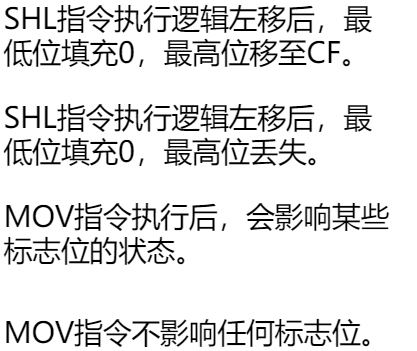 SHL指令执行逻辑左移后，最
低位填充0，最高位移至CF。
SHL指令执行逻辑左移后，最
低位填充0，最高位丢失。
MOV指令执行后，会影响某些
标志位的状态。
MOV指令不影响任何标志位。